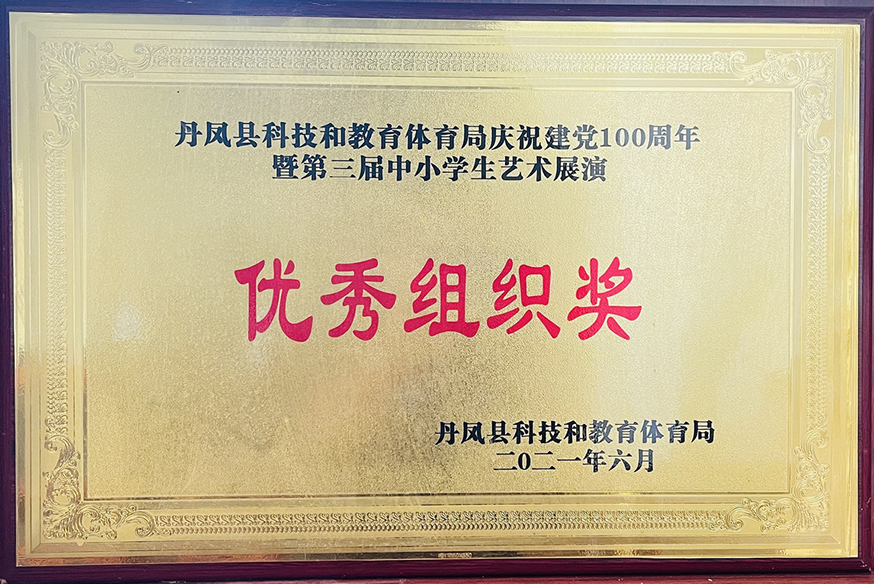 丹凤县科技和教育体育局庆祝建党100周年
暨第三届中小学生艺术展演
优秀组织奖
丹凤县科技和教育体育局
二0二一年六月